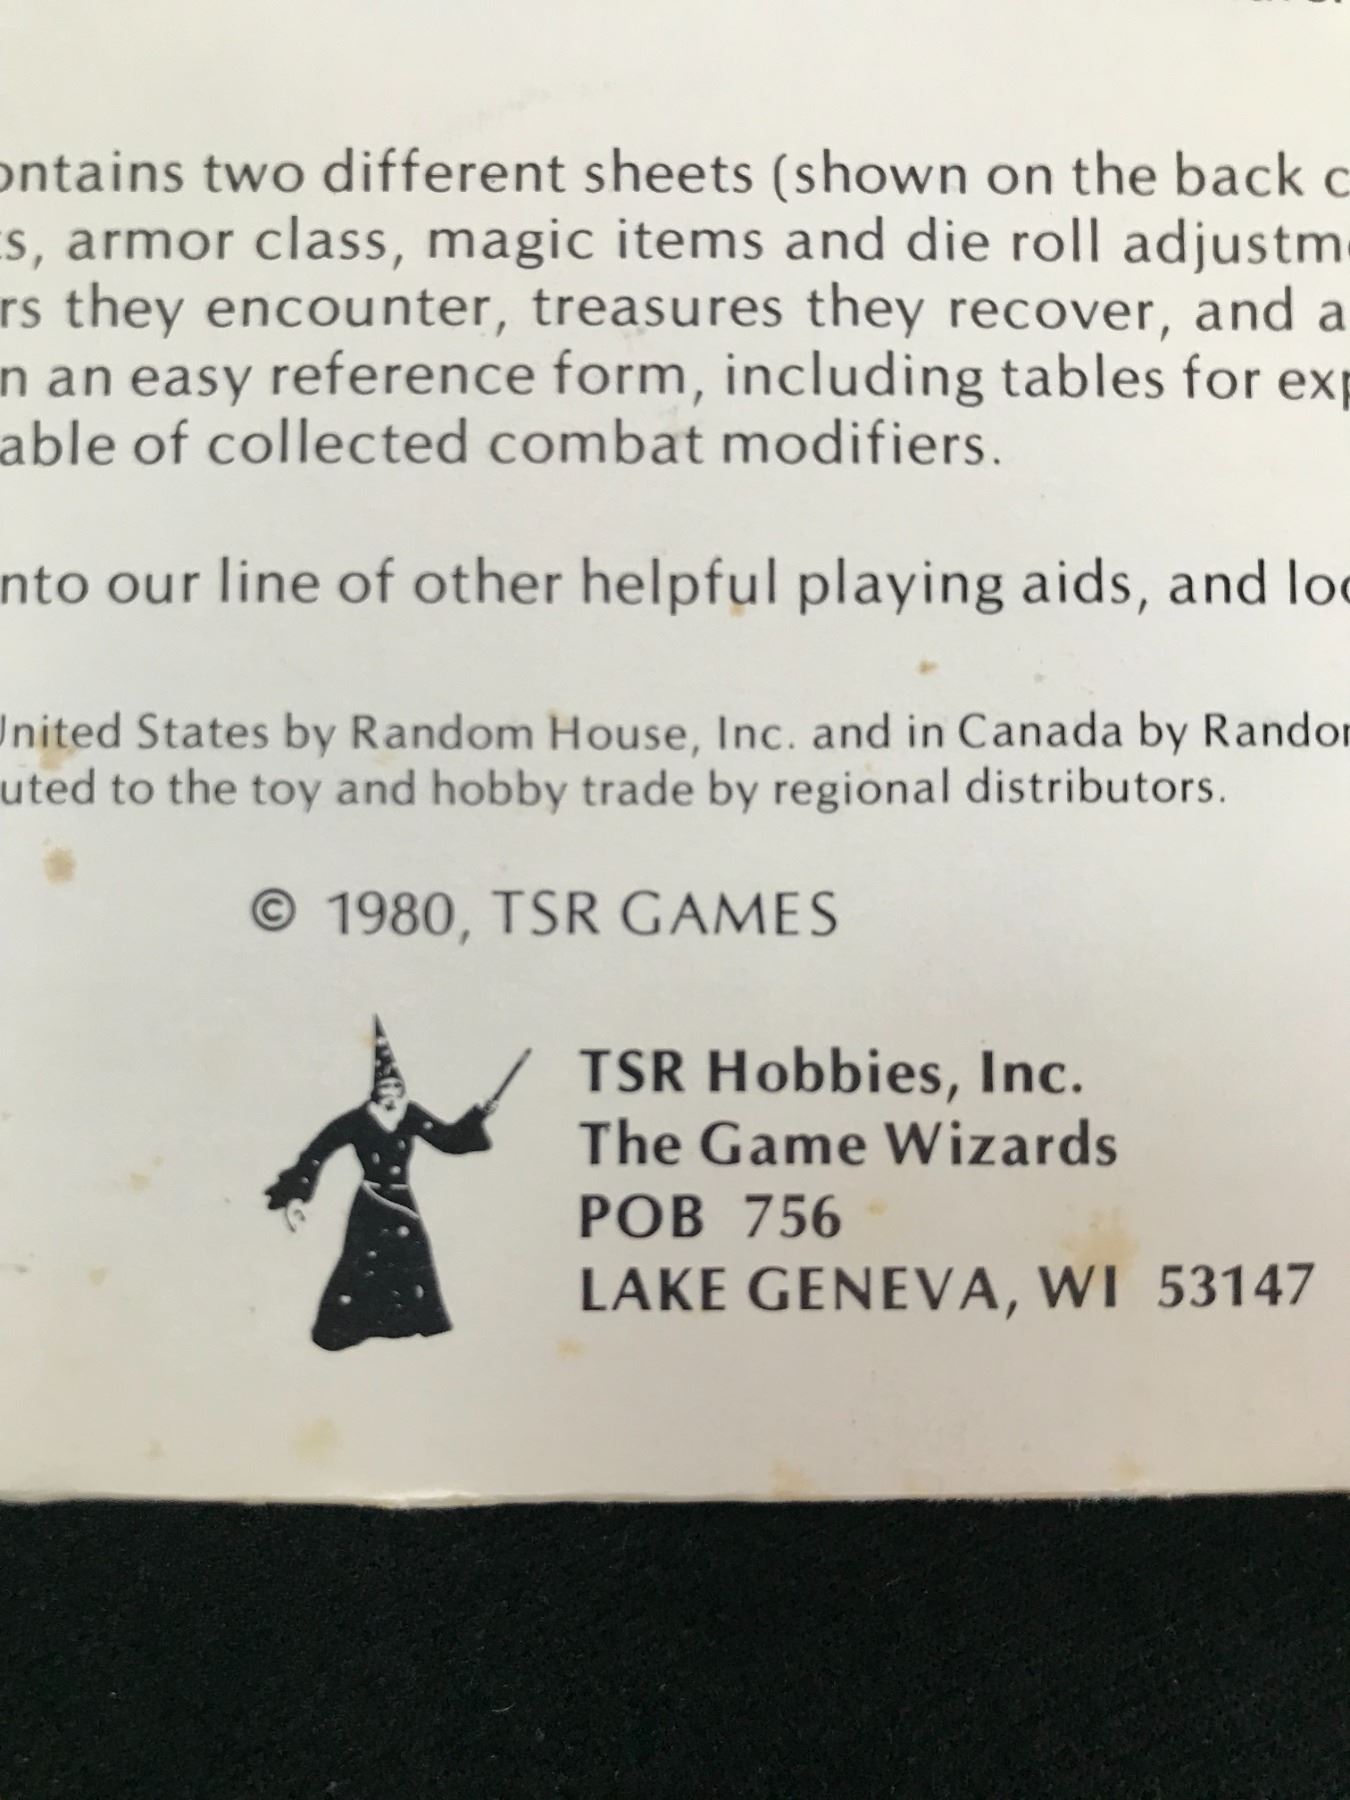 ontains two different sheets (shown on the back c
s, armor class, magic items and die roll adjustm
rs they encounter, treasures they recover, and a
n an easy reference form, including tables for exp
able of collected combat modifiers.
nto our line of other helpful playing aids, and loo
United States by Random House, Inc. and in Canada by Random
uted to the toy and hobby trade by regional distributors.
© 1980, TSR GAMES
TSR Hobbies, Inc.
The Game Wizards
POB 756
LAKE GENEVA, WI 53147